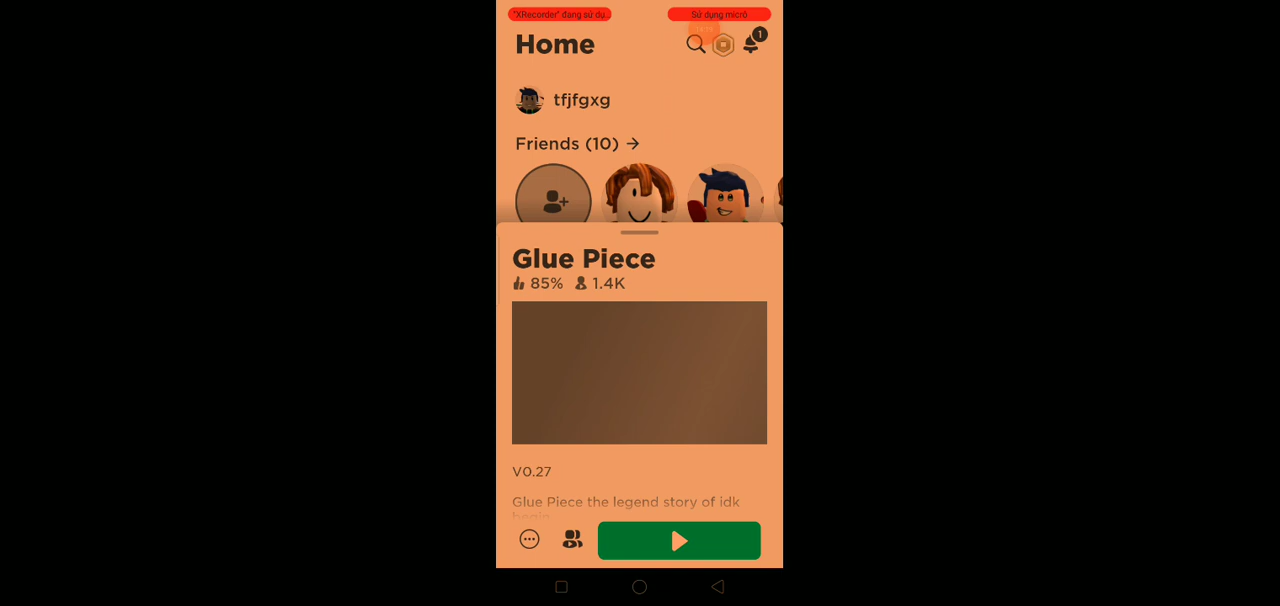 "XRecorder" đang sử dụ
Sử dụng micrô
Home
1
tfjfgxg
Friends (10) →
Glue Piece
85% 1.4K
V0.27
Glue Piece the legend story of idk
begin